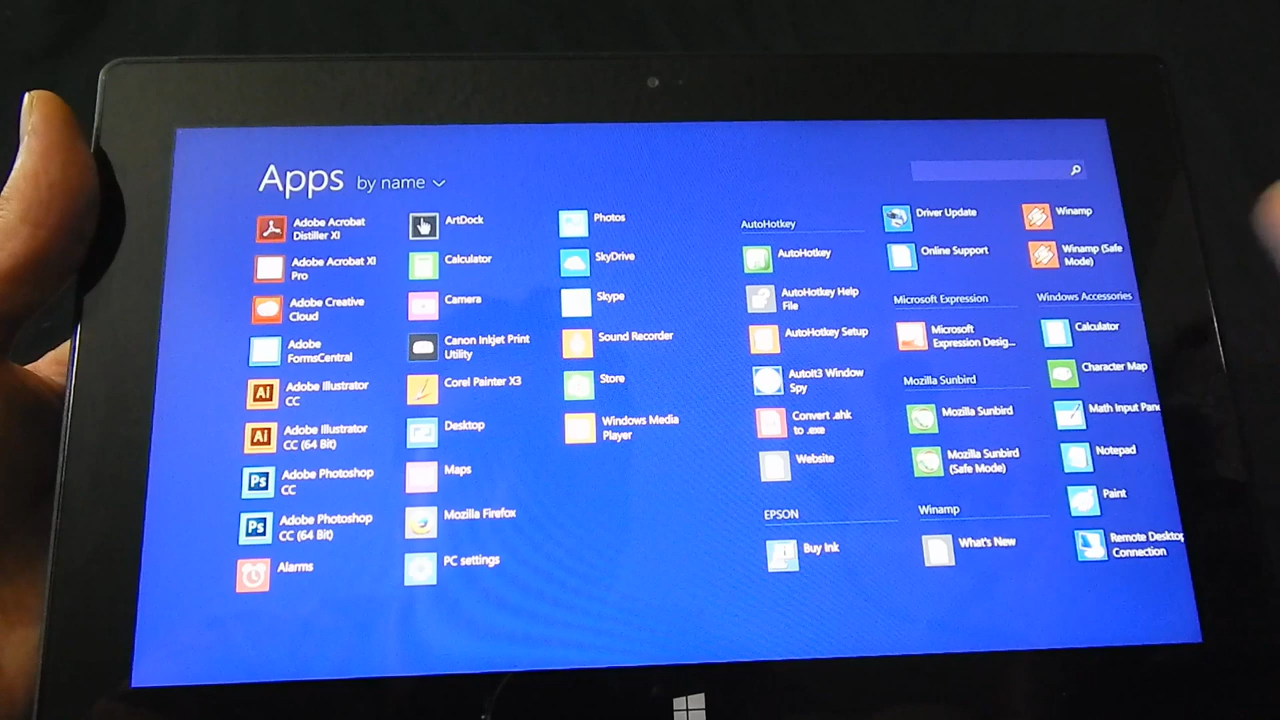 Apps by name
Adobe Acrobat
Distiller XI
Adobe Acrobat XI
Pro
Adobe Creative
Cloud
Adobe
FormsCentral
Adobe Illustrator
CC
Adobe Illustrator
CC (64 Bit)
Adobe Photoshop
CC
Adobe Photoshop
CC (64 Bit)
Alarms
ArtDock
Calculator
Camera
Canon Inkjet Print
Utility
Corel Painter X3
Desktop
Maps
Mozilla Firefox
PC settings
Photos
SkyDrive
Skype
Sound Recorder
Store
Windows Media
Player
AutoHotkey
AutoHotkey
AutoHotkey Help
File
AutoHotkey Setup
AutoIt3 Window
Spy
Convert .ahk
to .exe
Website
EPSON
Buy Ink
Driver Update
Online Support
Microsoft Expression
Microsoft
Expression Desig...
Mozilla Sunbird
Mozilla Sunbird
Mozilla Sunbird
(Safe Mode)
Winamp
What's New
Winamp
Winamp (Safe
Mode)
Windows Accessories
Calculator
Character Map
Math Input Pan
Notepad
Paint
Remote Desktop
Connection
Ai
Ai
Ps
Ps